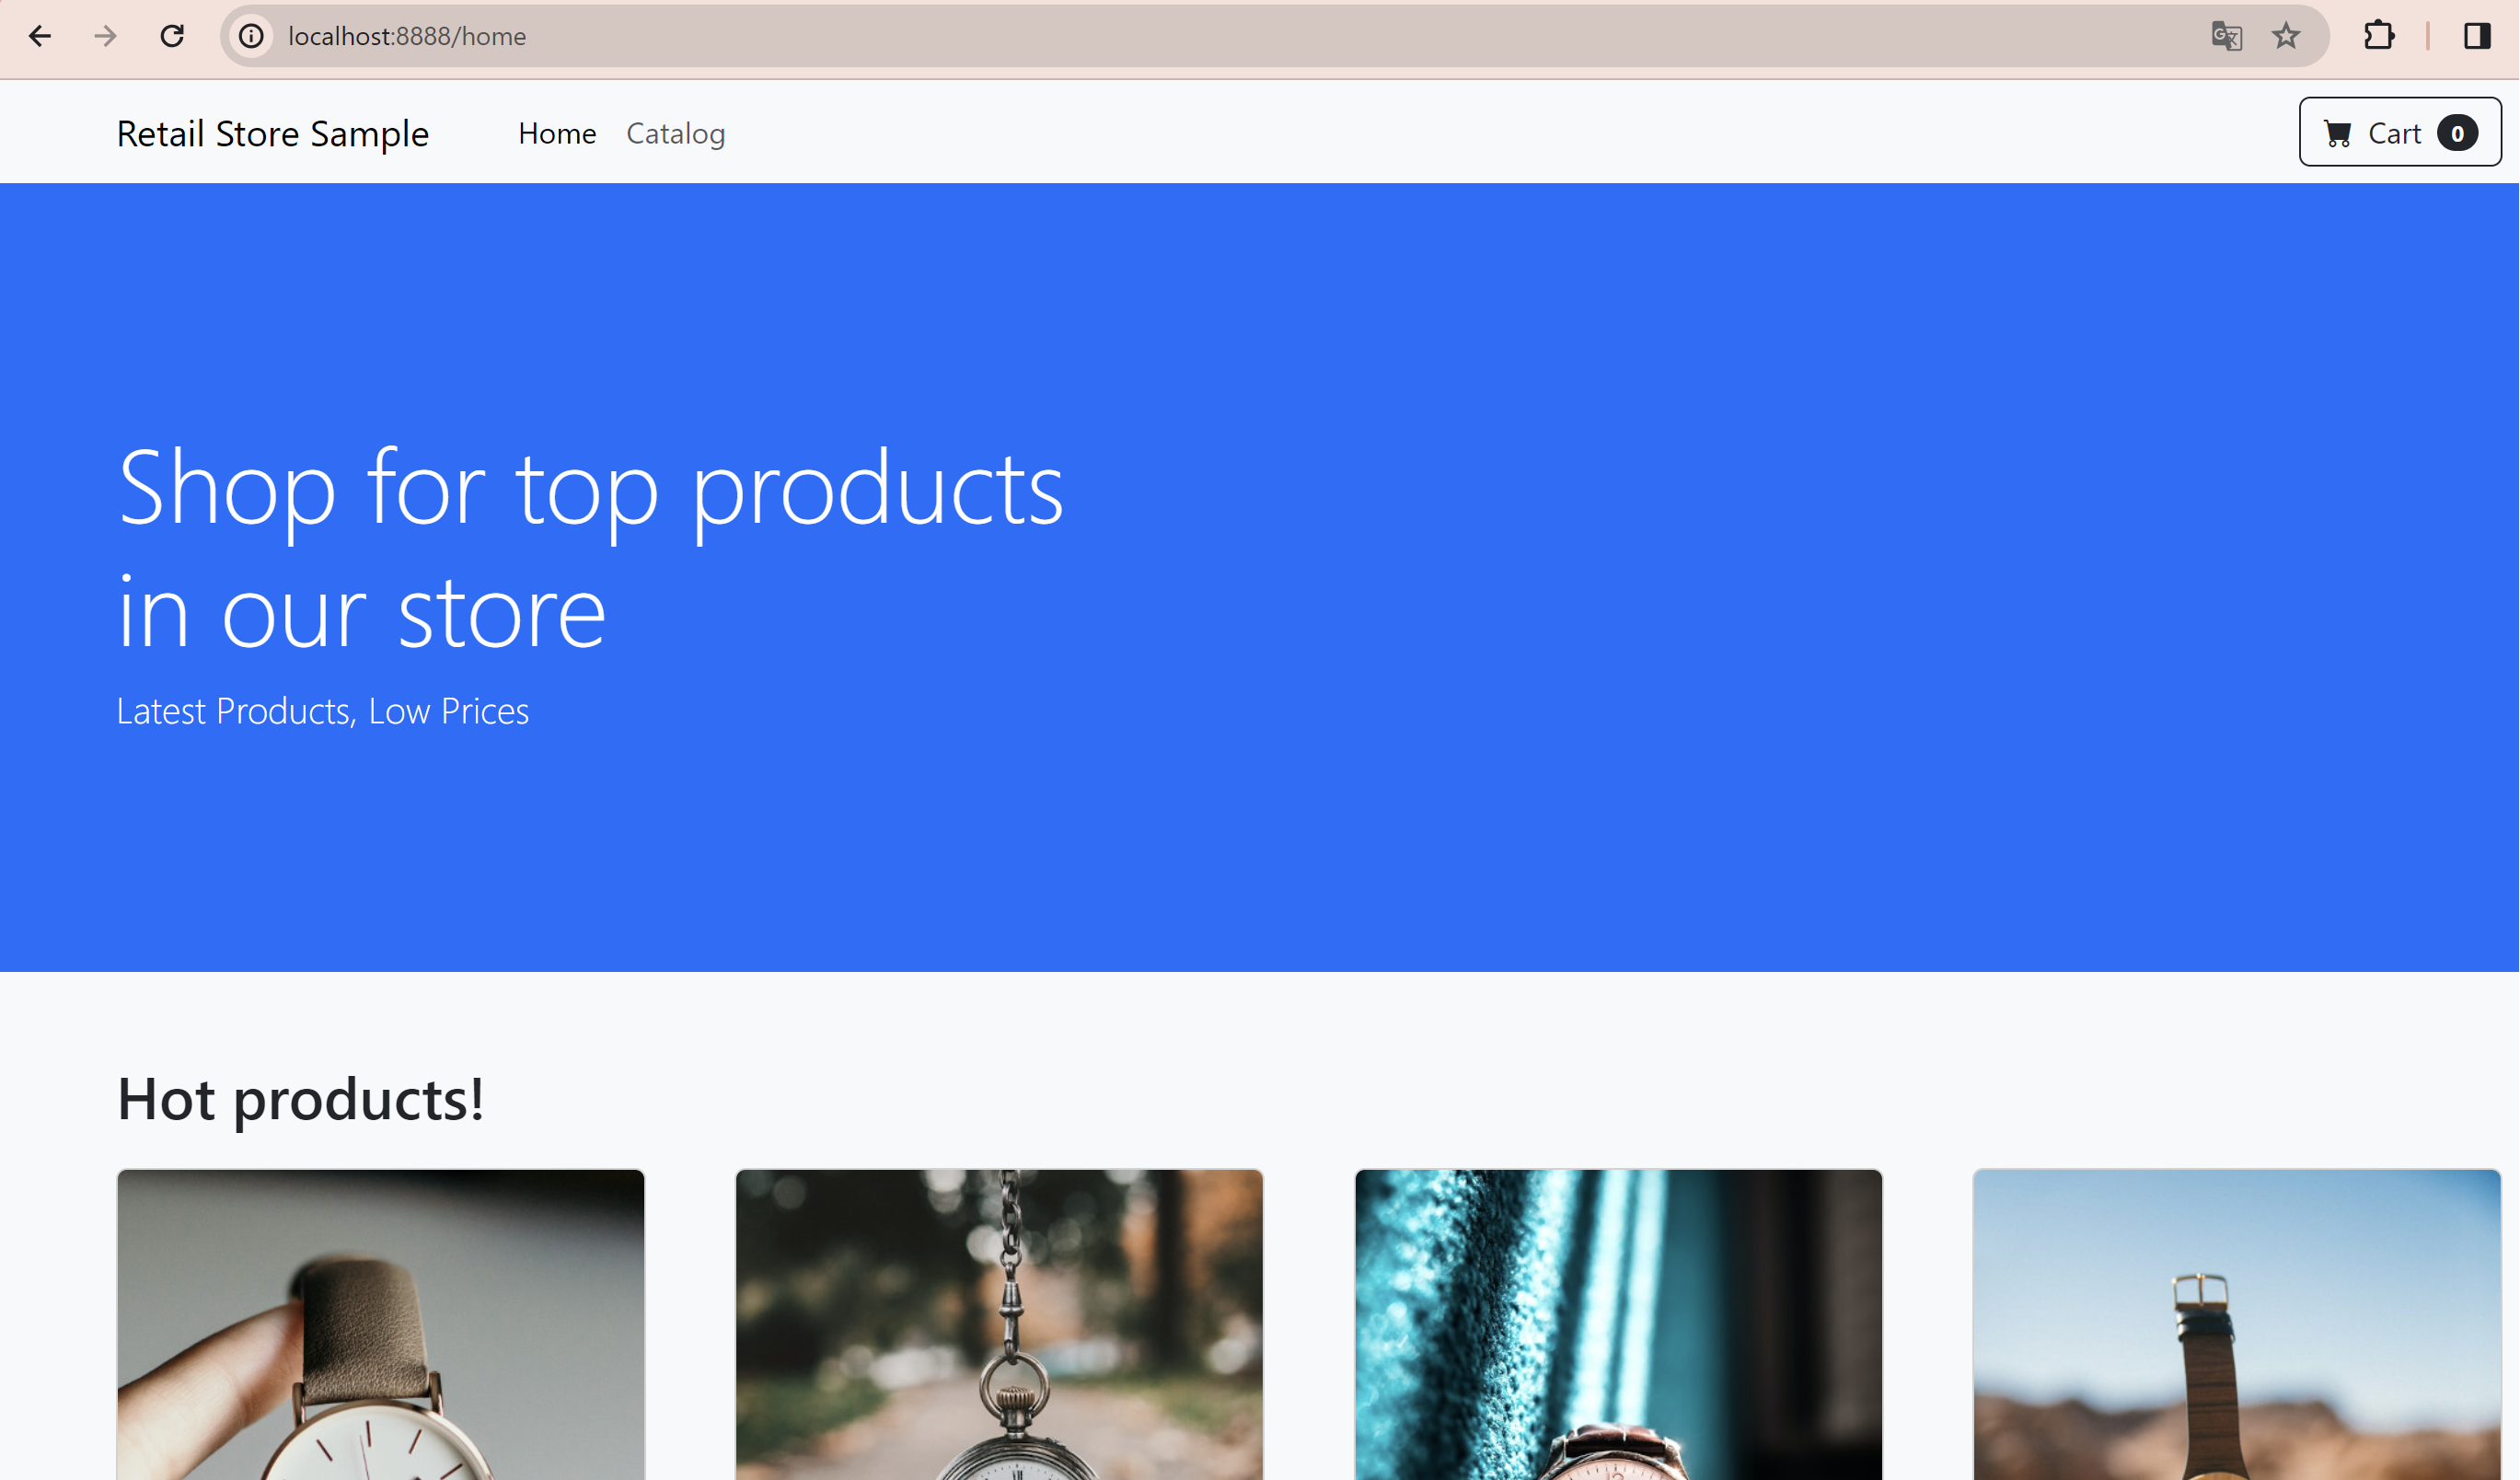 localhost:8888/home
Retail Store Sample
Home
Catalog
Cart 0
Shop for top products
in our store
Latest Products, Low Prices
Hot products!